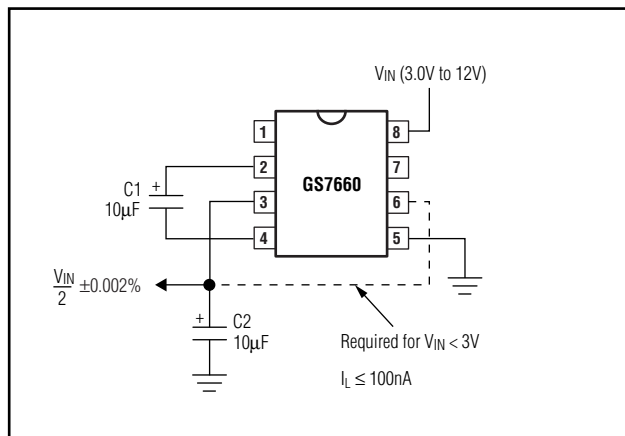 VIN (3.0V to 12V)
1
8
2
7
GS7660
+
C1
10µF
3
6
4
5
VIN
2
±0.002%
+
C2
10µF
Required for VIN < 3V
IL ≤ 100nA